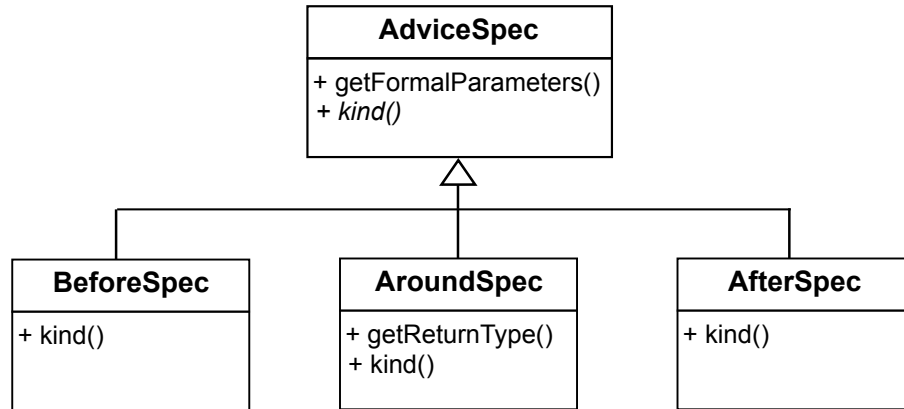 AdviceSpec
+ getFormalParameters()
+ kind()
BeforeSpec
+ kind()
AroundSpec
+ getReturnType()
+ kind()
AfterSpec
+ kind()